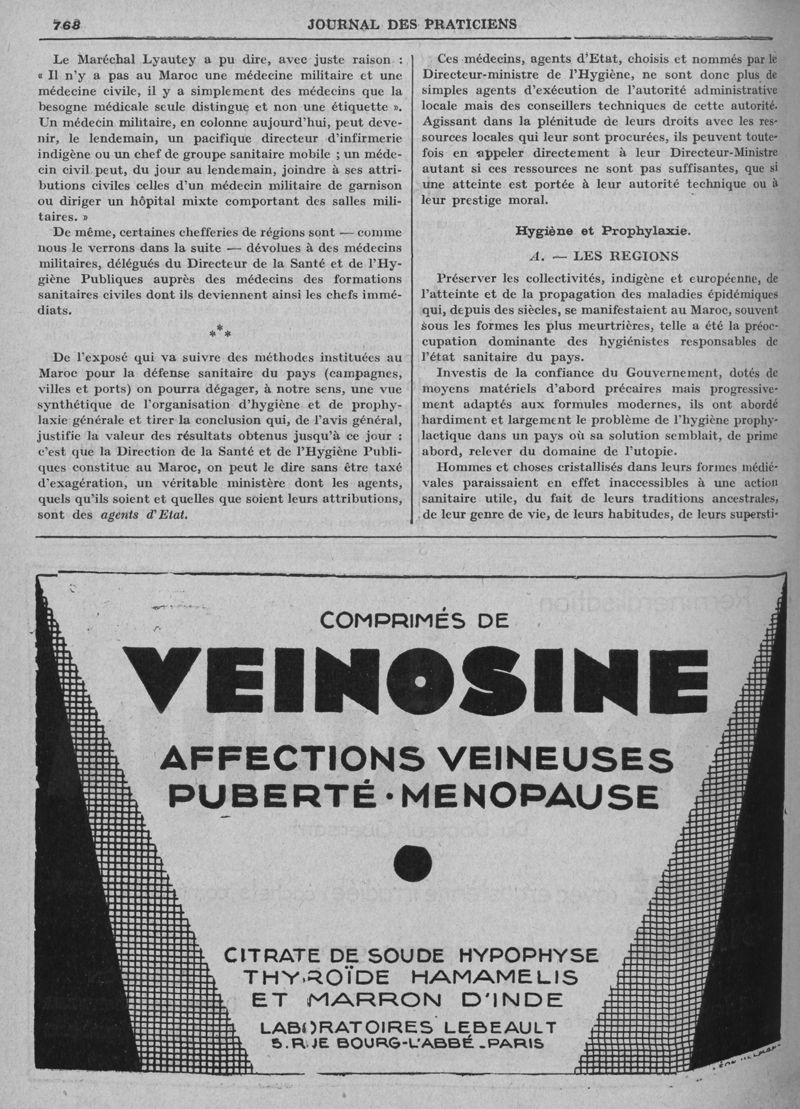 768
JOURNAL DES PRATICIENS
Le Maréchal Lyautey a pu dire, avec juste raison :
« Il n'y a pas au Maroc une médecine militaire et une
médecine civile, il y a simplement des médecins que la
besogne médicale seule distingue et non une étiquette ».
Un médecin militaire, en colonne aujourd'hui, peut deve-
nir, le lendemain, un pacifique directeur d'infirmerie
indigène ou un chef de groupe sanitaire mobile ; un méde-
cin civil peut, du jour au lendemain, joindre à ses attri-
butions civiles celles d'un médecin militaire de garnison
ou diriger un hôpital mixte comportant des salles mili-
taires. »
De même, certaines chefferies de régions sont — comme
nous le verrons dans la suite — dévolues à des médecins
militaires, délégués du Directeur de la Santé et de l'Hy-
giène Publiques auprès des médecins des formations
sanitaires civiles dont ils deviennent ainsi les chefs immé-
diats.
***
De l'exposé qui va suivre des méthodes instituées au
Maroc pour la défense sanitaire du pays (campagnes,
villes et ports) on pourra dégager, à notre sens, une vue
synthétique de l'organisation d'hygiène et de prophy-
laxie générale et tirer la conclusion qui, de l'avis général,
justifie la valeur des résultats obtenus jusqu'à ce jour :
c'est que la Direction de la Santé et de l'Hygiène Publi-
ques constitue au Maroc, on peut le dire sans être taxé
d'exagération, un véritable ministère dont les agents,
quels qu'ils soient et quelles que soient leurs attributions,
sont des agents d'Etat.
Ces médecins, agents d'Etat, choisis et nommés par le
Directeur-ministre de l'Hygiène, ne sont donc plus de
simples agents d'exécution de l'autorité administrative
locale mais des conseillers techniques de cette autorité.
Agissant dans la plénitude de leurs droits avec les res-
sources locales qui leur sont procurées, ils peuvent toute-
fois en appeler directement à leur Directeur-Ministre
autant si ces ressources ne sont pas suffisantes, que si
une atteinte est portée à leur autorité technique ou à
leur prestige moral.
Hygiène et Prophylaxie.
A. — LES REGIONS
Préserver les collectivités, indigène et européenne, de
l'atteinte et de la propagation des maladies épidémiques
qui, depuis des siècles, se manifestaient au Maroc, souvent
sous les formes les plus meurtrières, telle a été la préoc-
cupation dominante des hygiénistes responsables de
l'état sanitaire du pays.
Investis de la confiance du Gouvernement, dotés de
moyens matériels d'abord précaires mais progressive-
ment adaptés aux formules modernes, ils ont abordé
hardiment et largement le problème de l'hygiène prophy-
lactique dans un pays où sa solution semblait, de prime
abord, relever du domaine de l'utopie.
Hommes et choses cristallisés dans leurs formes médié-
vales paraissaient en effet inaccessibles à une action
sanitaire utile, du fait de leurs traditions ancestrales,
de leur genre de vie, de leurs habitudes, de leurs supersti-
COMPRIMÉS DE
VEINOSINE
AFFECTIONS VEINEUSES
PUBERTÉ · MENOPAUSE
CITRATE DE SOUDE HYPOPHYSE
THYROÏDE HAMAMELIS
ET MARRON D'INDE
LABORATOIRES LEBEAULT
5. RUE BOURG-L'ABBÉ - PARIS